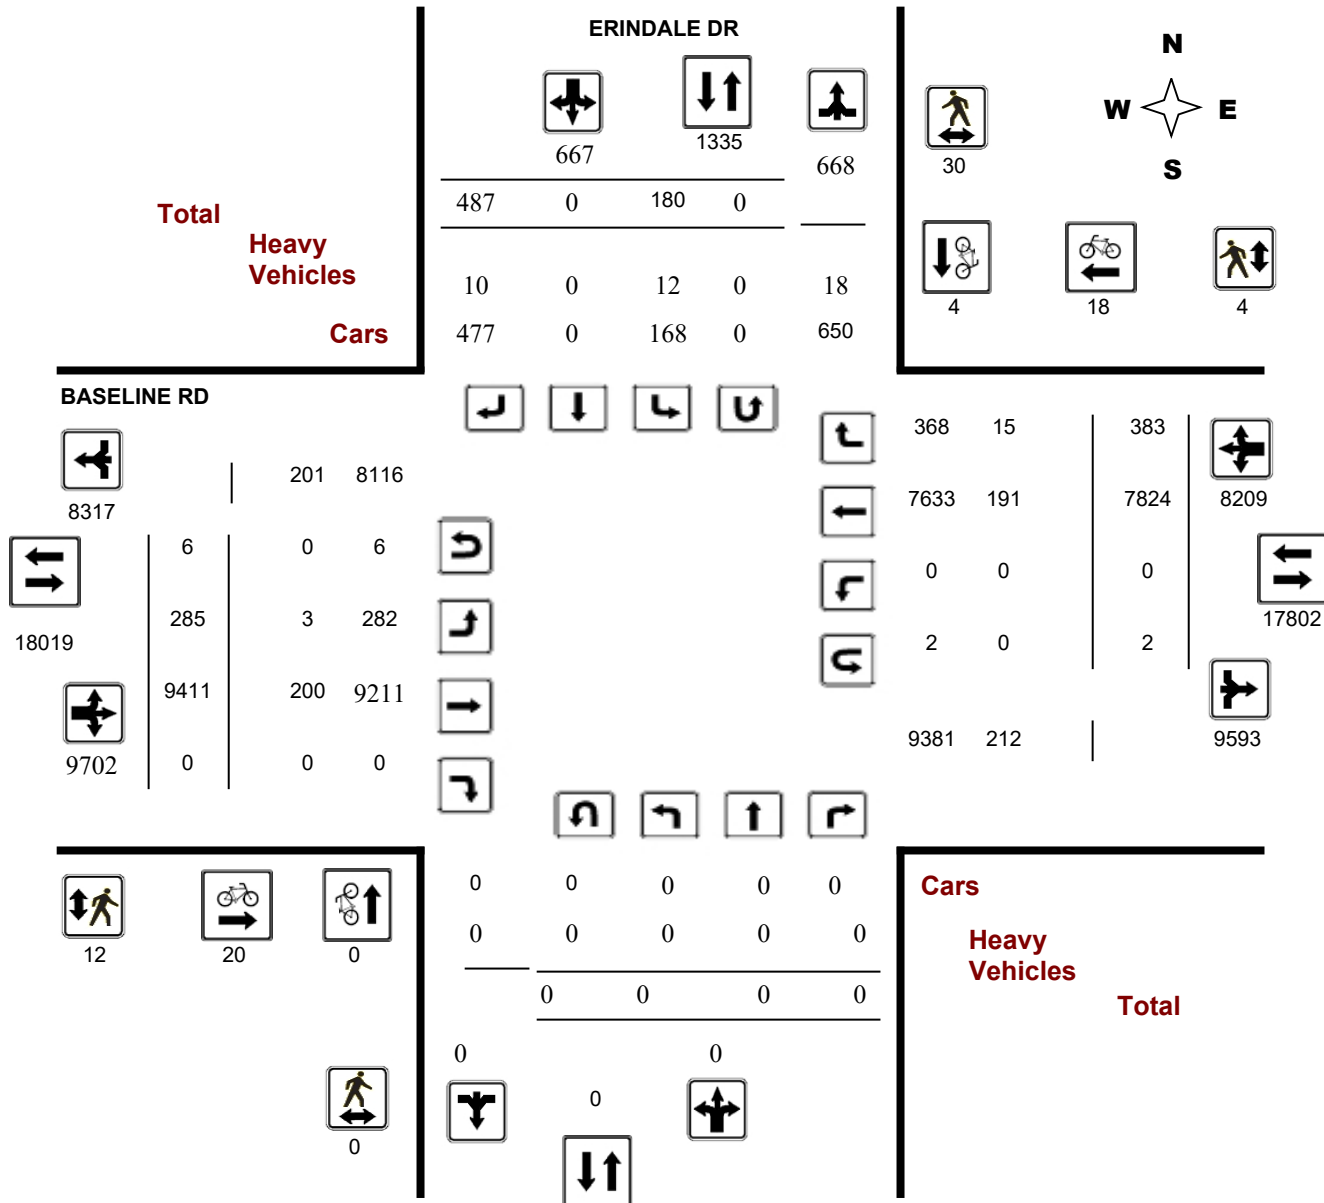 ERINDALE DR
N
W E
S
667
1335
668
30
Total
487 0 180 0
Heavy
Vehicles
10 0 12 0 18
4 18 4
Cars
477 0 168 0 650
BASELINE RD
368 15 383
201 8116
8317
7633 191 7824 8209
6 0 6
0 0 0
285 3 282
18019
17802
2 0 2
9411 200 9211
9702 0 0 0
9381 212 9593
0 0 0 0 0
Cars
0 0 0 0 0
Heavy
Vehicles
12 20 0
0 0 0 0
Total
0 0
0
0